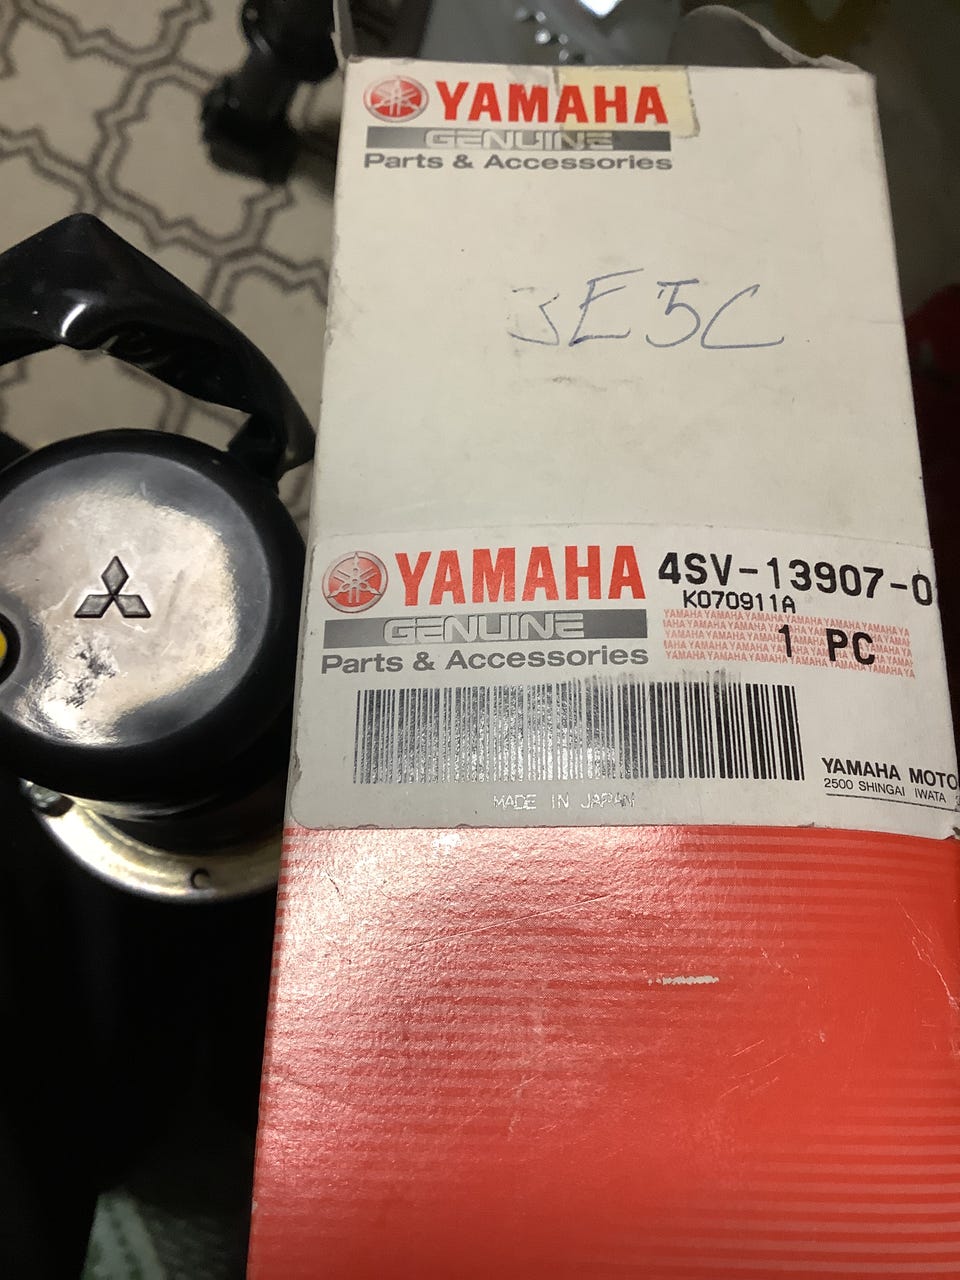 YAMAHA
GENUINE
Parts & Accessories
JE5C
YAMAHA
GENUINE
Parts & Accessories
4SV-13907-0
K070911A
1 PC
YAMAHA MOTO
2500 SHINGAI IWATA
MADE IN JAPAN
C